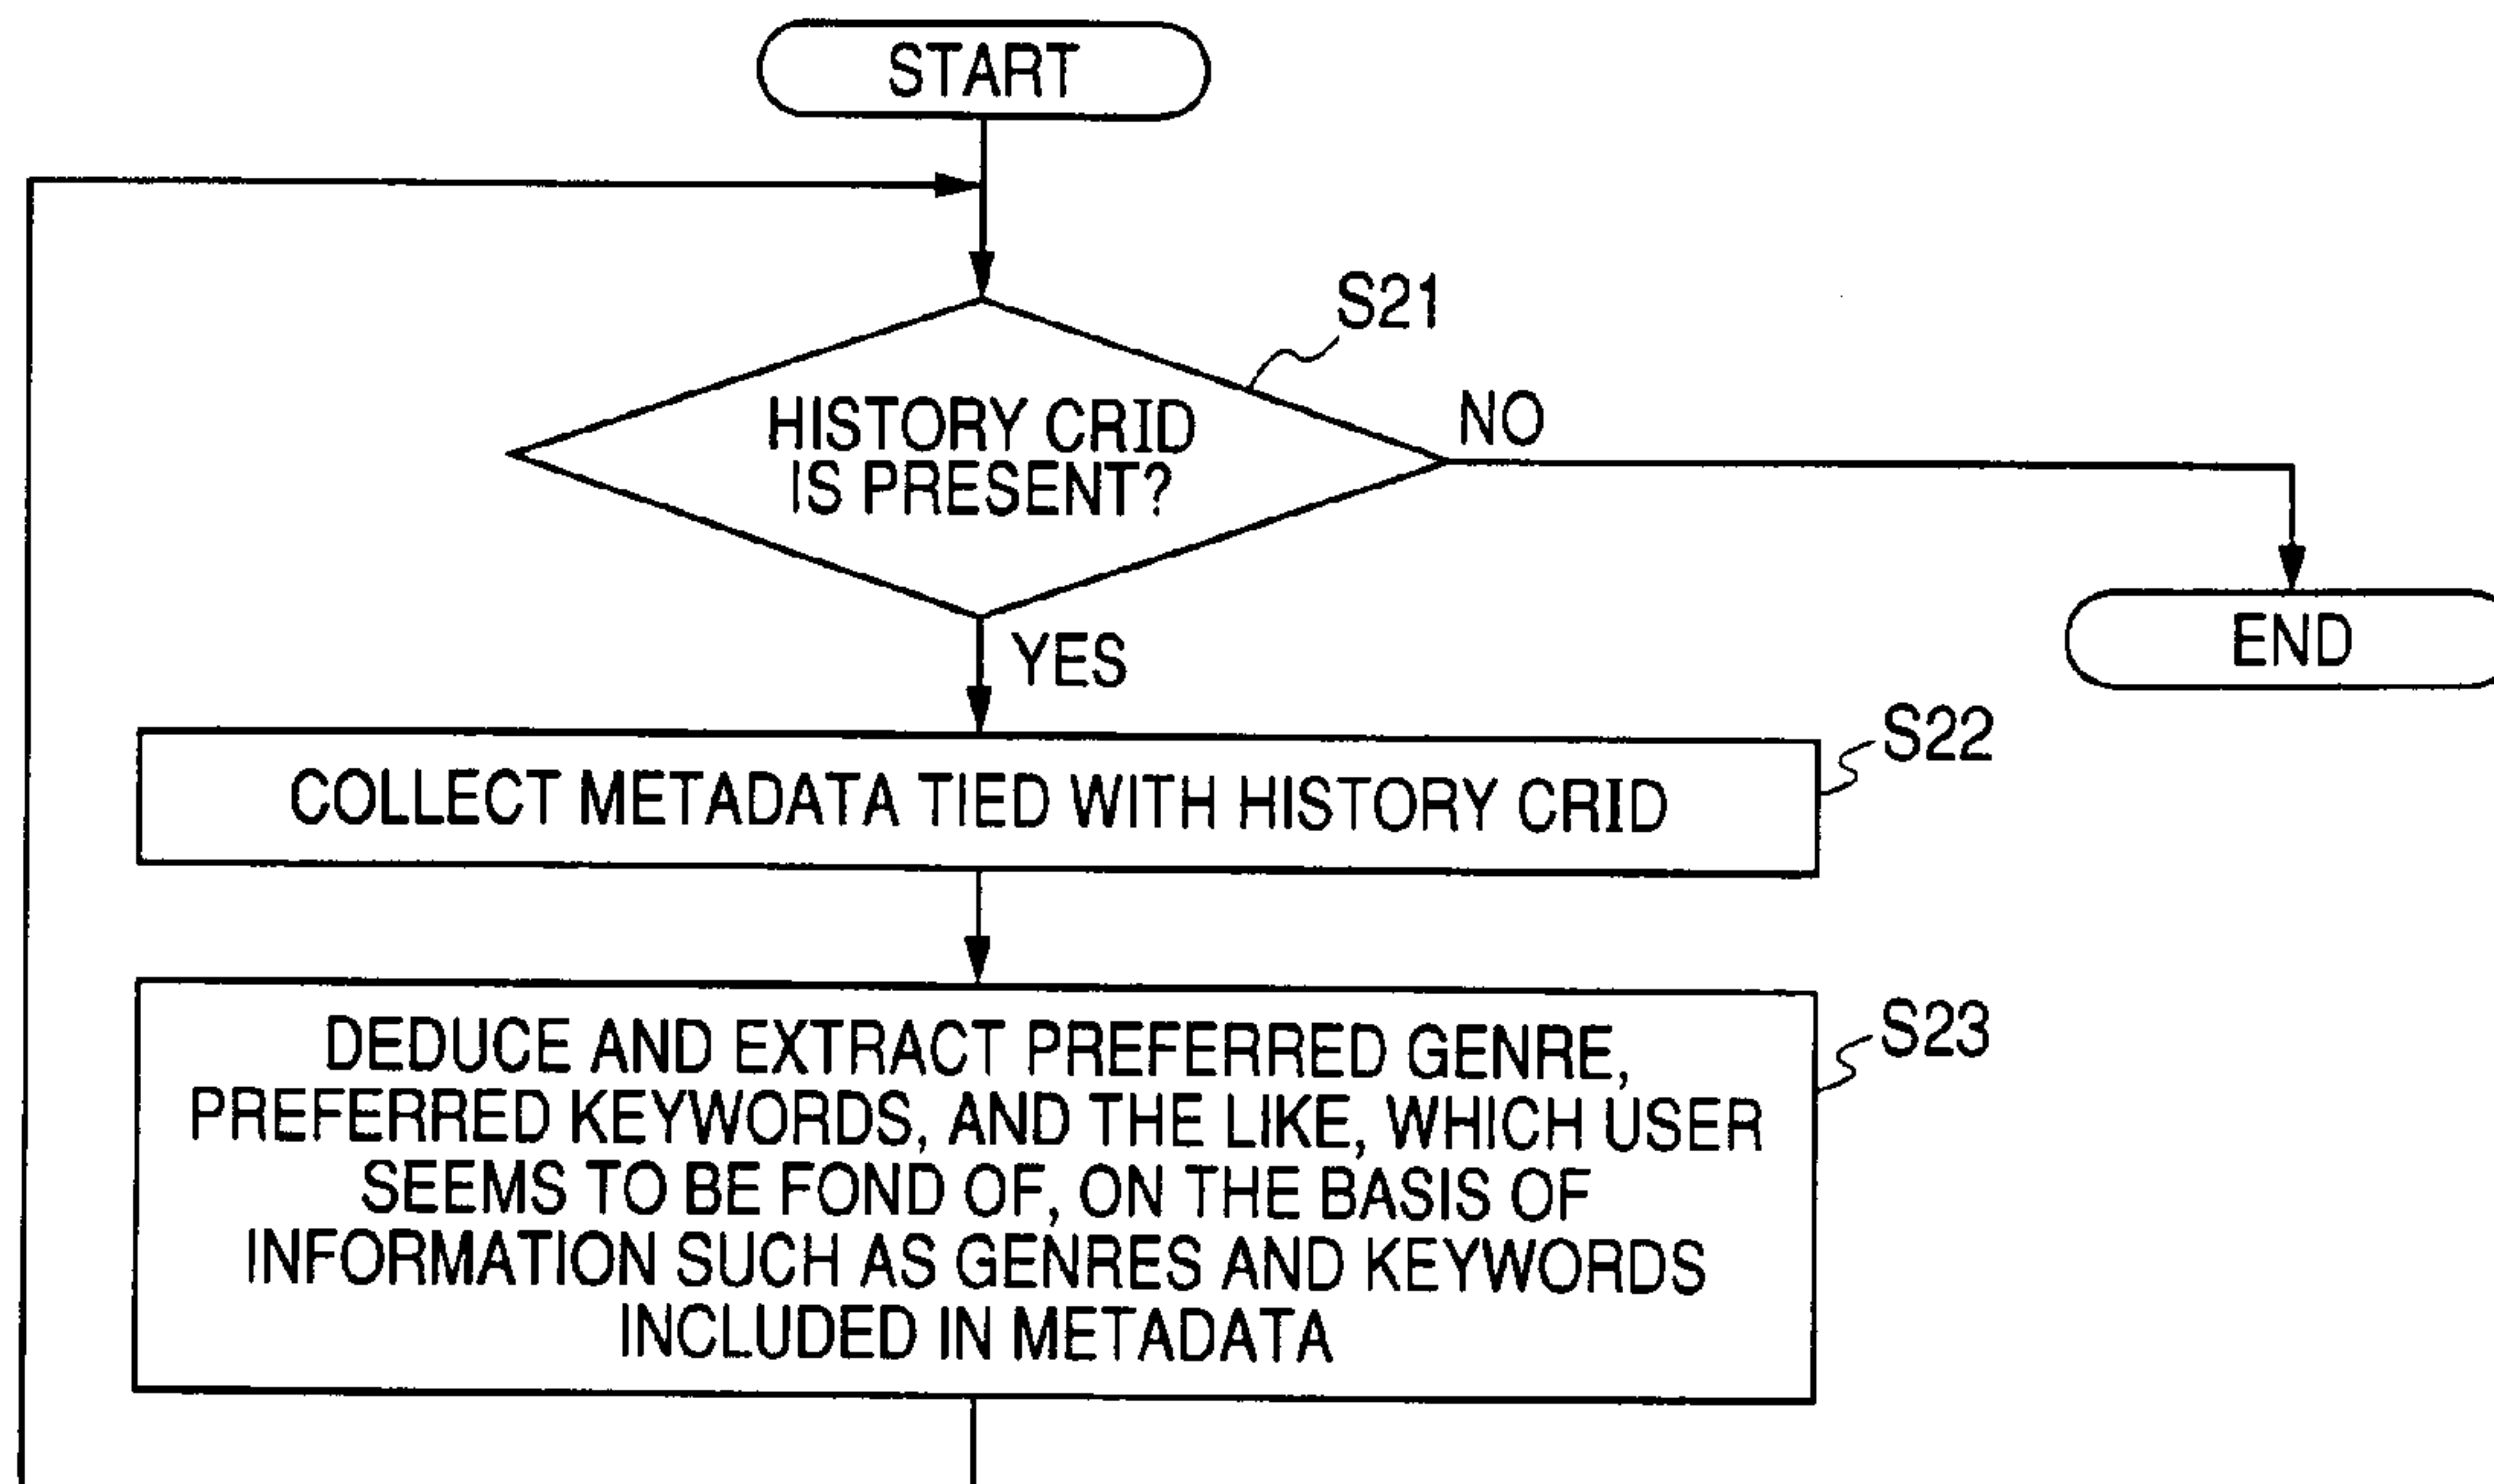 START
S21
HISTORY CRID
IS PRESENT?
NO
YES
END
S22
COLLECT METADATA TIED WITH HISTORY CRID
S23
DEDUCE AND EXTRACT PREFERRED GENRE,
PREFERRED KEYWORDS, AND THE LIKE, WHICH USER
SEEMS TO BE FOND OF, ON THE BASIS OF
INFORMATION SUCH AS GENRES AND KEYWORDS
INCLUDED IN METADATA